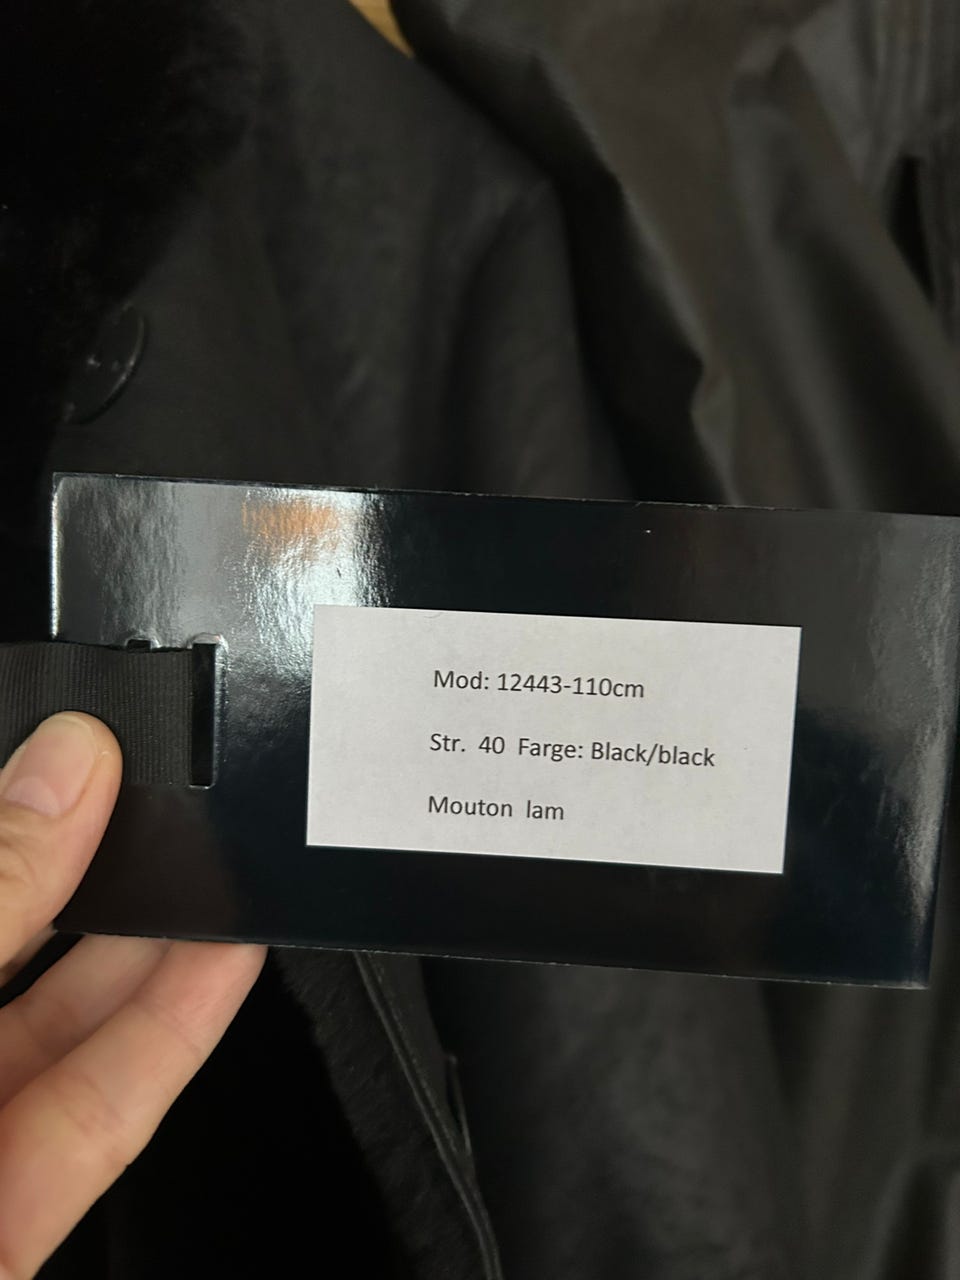 Mod: 12443-110cm
Str. 40 Farge: Black/black
Mouton lam